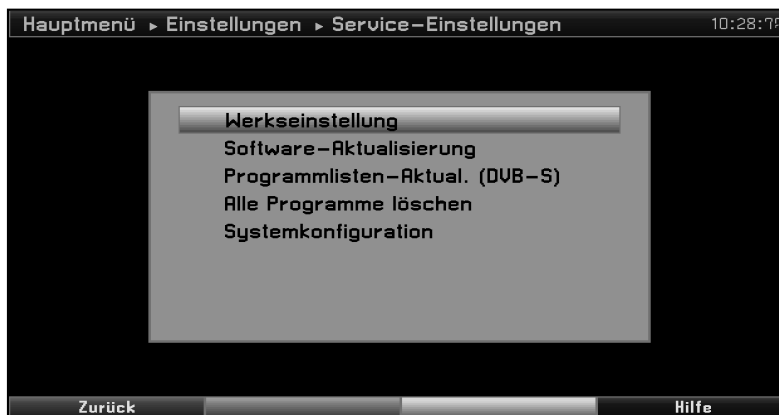 Hauptmenü ▸ Einstellungen ▸ Service-Einstellungen
Werkseinstellung
Software-Aktualisierung
Programmlisten-Aktual. (DVB-S)
Alle Programme löschen
Systemkonfiguration
Zurück Hilfe